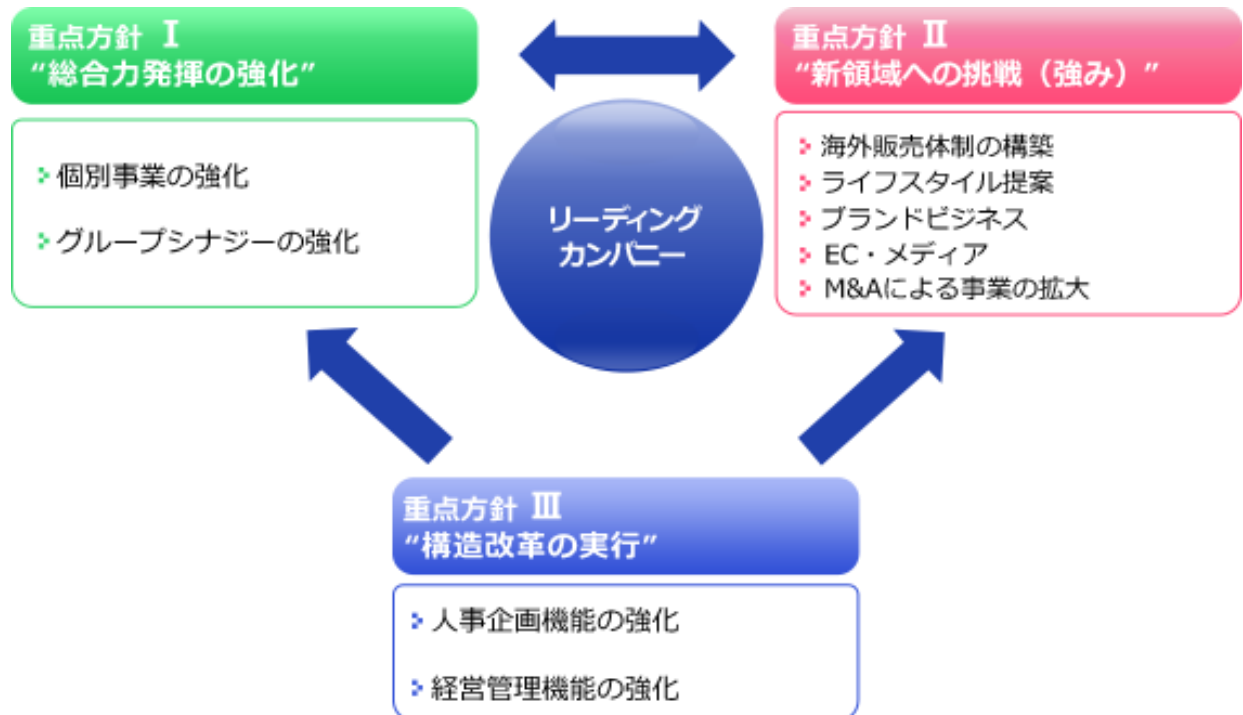 重点方針 Ⅰ
“総合力発揮の強化”
個別事業の強化
グループシナジーの強化
リーディング
カンパニー
重点方針 Ⅱ
“新領域への挑戦（強み）”
海外販売体制の構築
ライフスタイル提案
ブランドビジネス
EC・メディア
M&Aによる事業の拡大
重点方針 Ⅲ
“構造改革の実行”
人事企画機能の強化
経営管理機能の強化